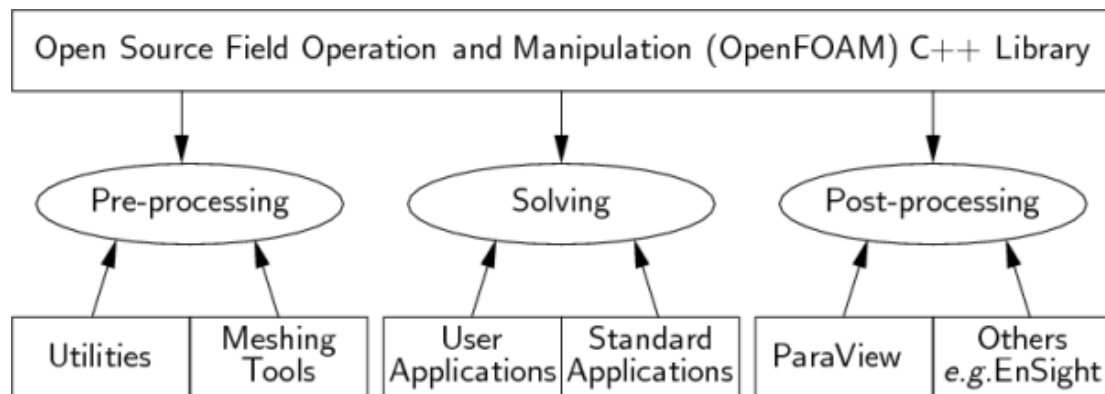 Open Source Field Operation and Manipulation (OpenFOAM) C++ Library
Pre-processing
Solving
Post-processing
Utilities
Meshing
Tools
User
Applications
Standard
Applications
ParaView
Others
e.g.EnSight